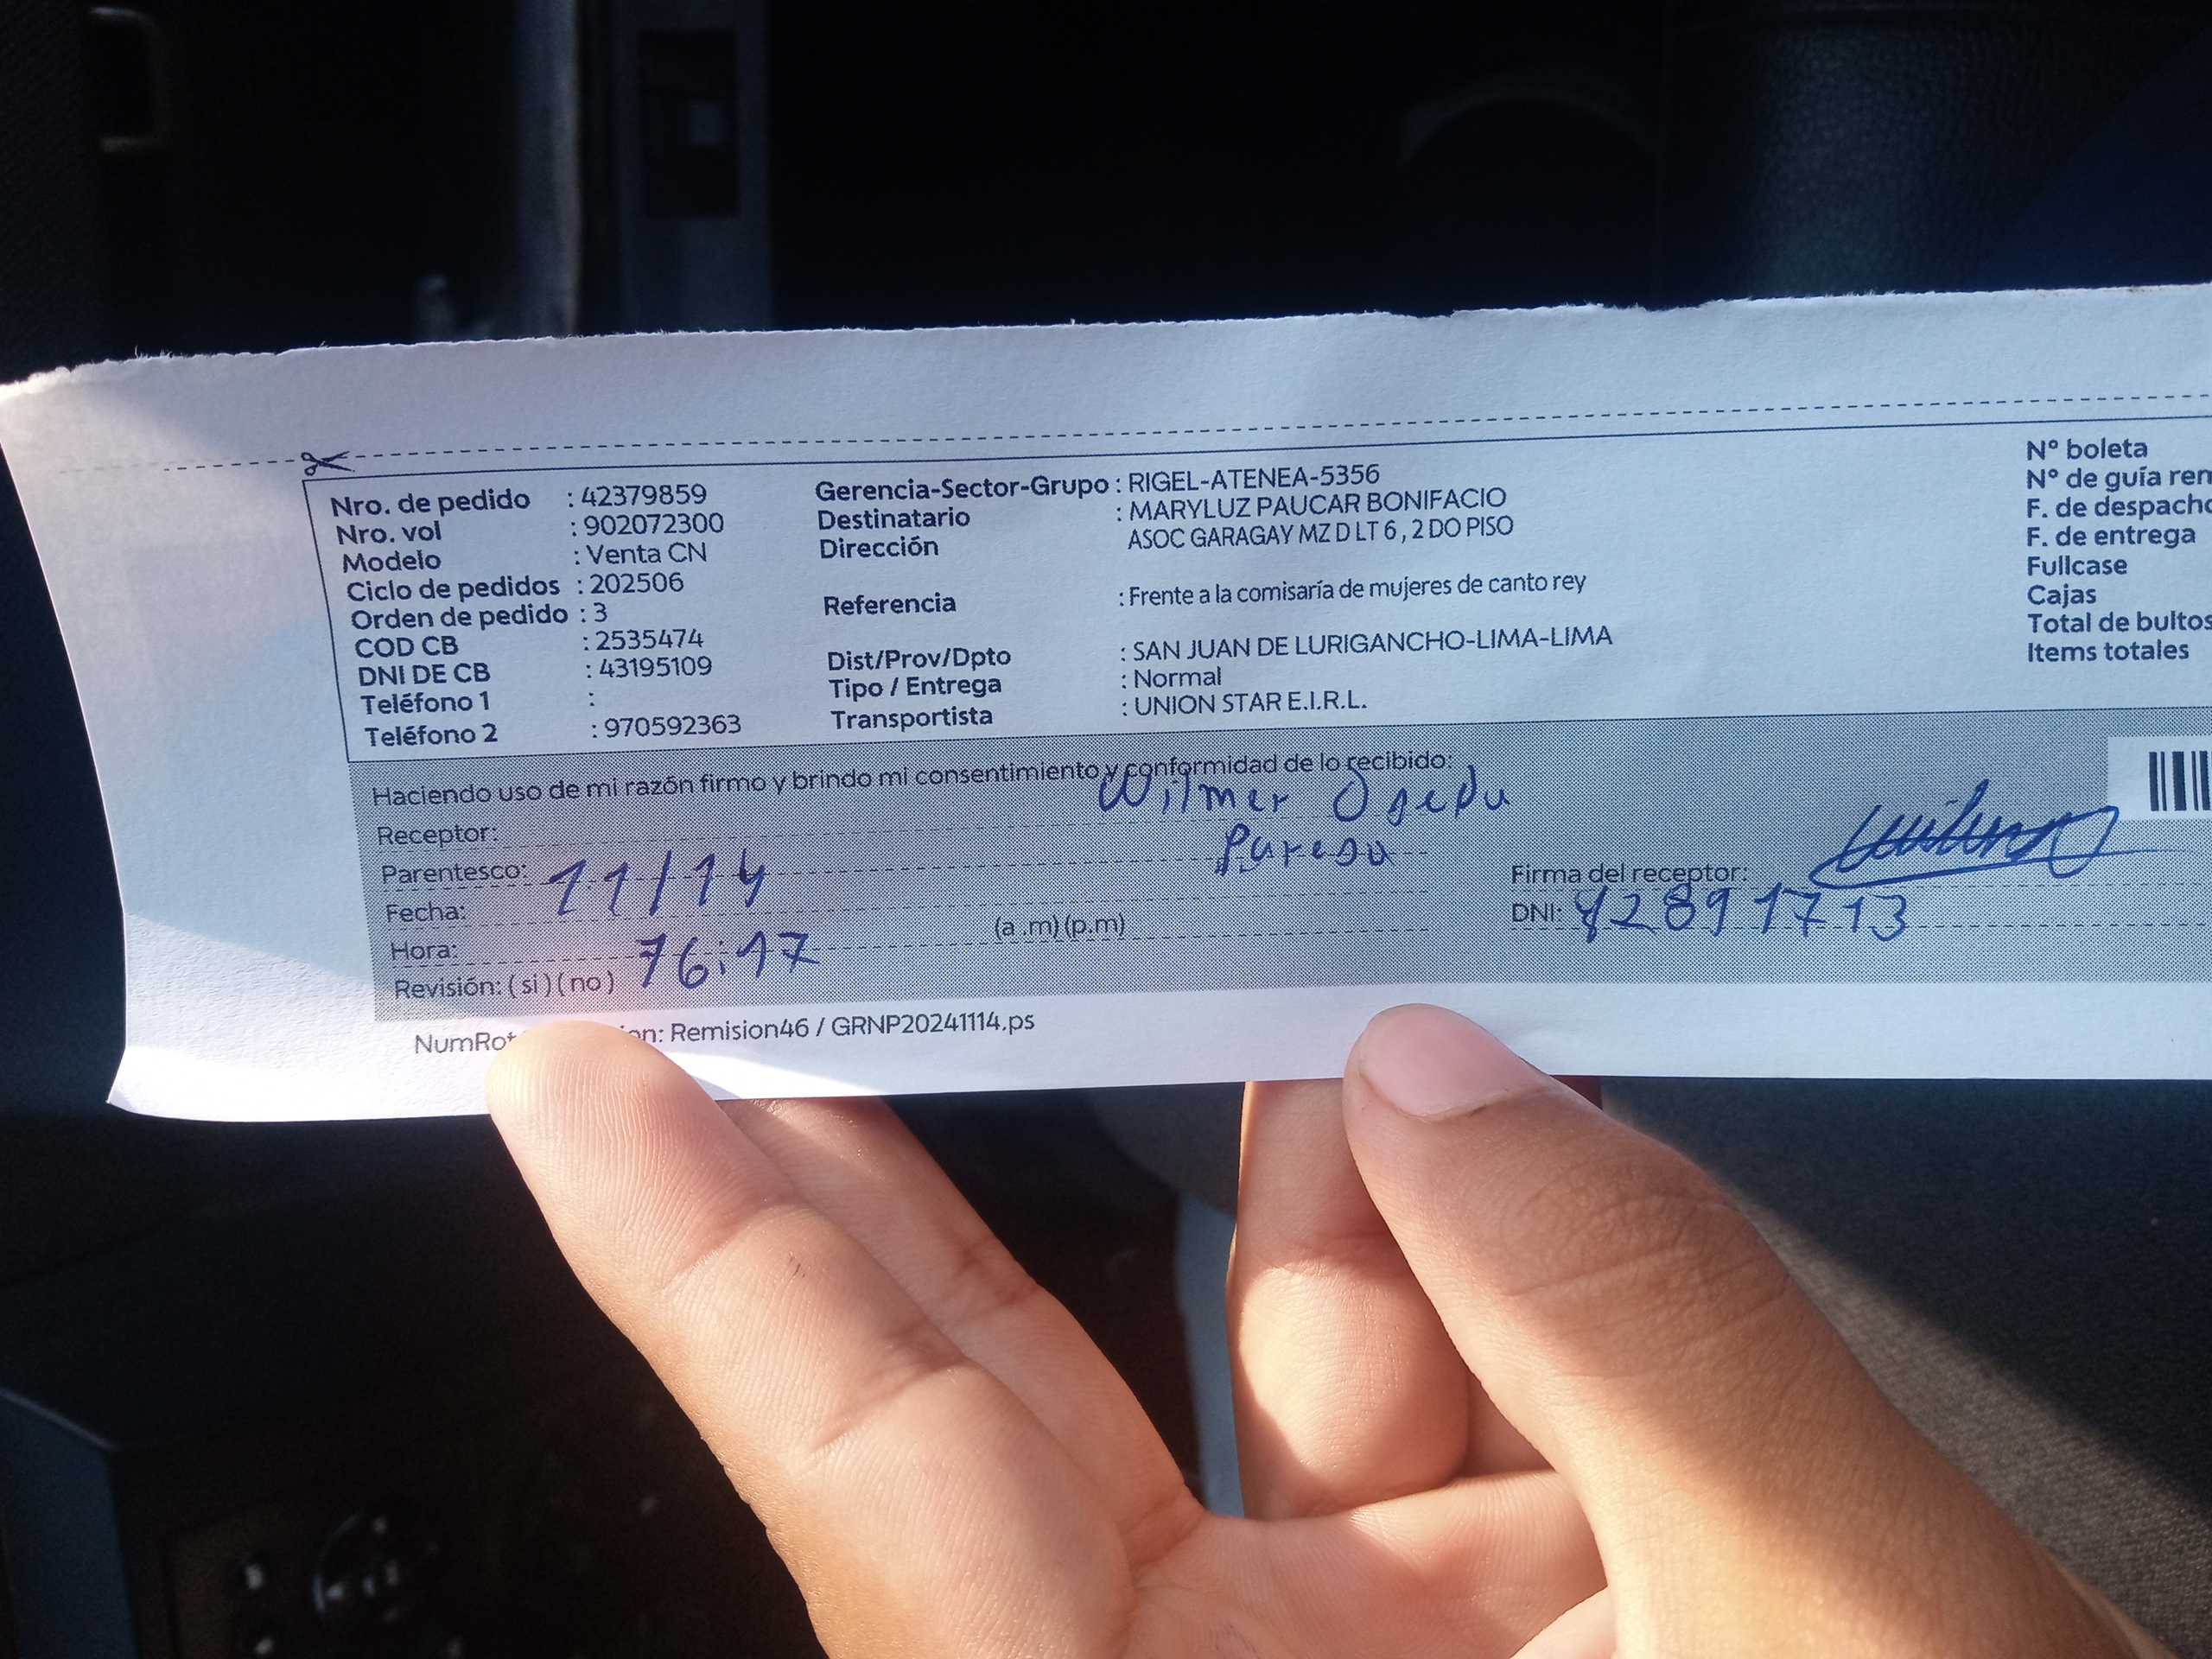 Nro. de pedido : 42379859
Nro. vol : 902072300
Modelo : Venta CN
Ciclo de pedidos : 202506
Orden de pedido : 3
COD CB : 2535474
DNI DE CB : 43195109
Teléfono 1 :
Teléfono 2 : 970592363
Gerencia-Sector-Grupo : RIGEL-ATENEA-5356
Destinatario : MARYLUZ PAUCAR BONIFACIO
Dirección ASOC GARAGAY MZ D LT 6 , 2 DO PISO
Referencia : Frente a la comisaría de mujeres de canto rey
Dist/Prov/Dpto : SAN JUAN DE LURIGANCHO-LIMA-LIMA
Tipo / Entrega : Normal
Transportista : UNION STAR E.I.R.L.
Nº boleta
Nº de guía rem
F. de despacho
F. de entrega
Fullcase
Cajas
Total de bultos
Items totales
Haciendo uso de mi razón firmo y brindo mi consentimiento y conformidad de lo recibido:
Receptor: Wilmer
Parentesco: Pareja
Fecha: 11/14
Hora: 16:17 (a .m) (p.m)
Revisión: ( si ) ( no )
Firma del receptor:
DNI: 42891713
NumRot on: Remision46 / GRNP20241114.ps